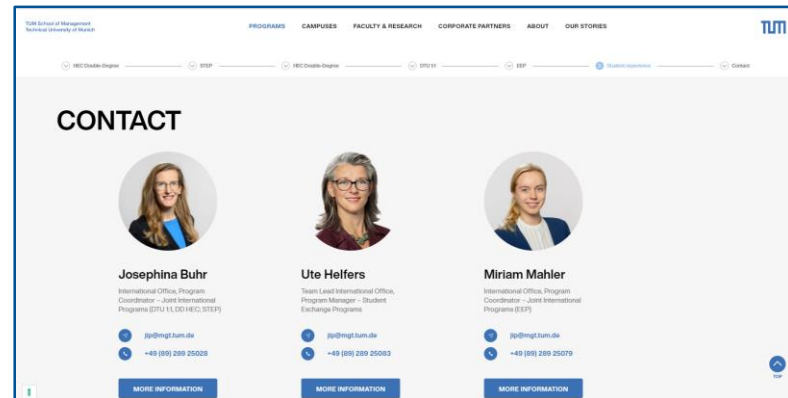 TUM School of Management
Technical University of Munich
PROGRAMS CAMPUSES FACULTY & RESEARCH CORPORATE PARTNERS ABOUT OUR STORIES
TUM
HEC Double-Degree STEP HEC Double-Degree DTU 1:1 EEP Student experience Contact
CONTACT
Josephina Buhr
International Office, Program
Coordinator – Joint International
Programs (DTU 1:1, DD HEC; STEP)
jip@mgt.tum.de
+49 (89) 289 25028
MORE INFORMATION
Ute Helfers
Team Lead International Office,
Program Manager – Student
Exchange Programs
jip@mgt.tum.de
+49 (89) 289 25083
MORE INFORMATION
Miriam Mahler
International Office, Program
Coordinator – Joint International
Programs (EEP)
jip@mgt.tum.de
+49 (89) 289 25079
MORE INFORMATION
TOP